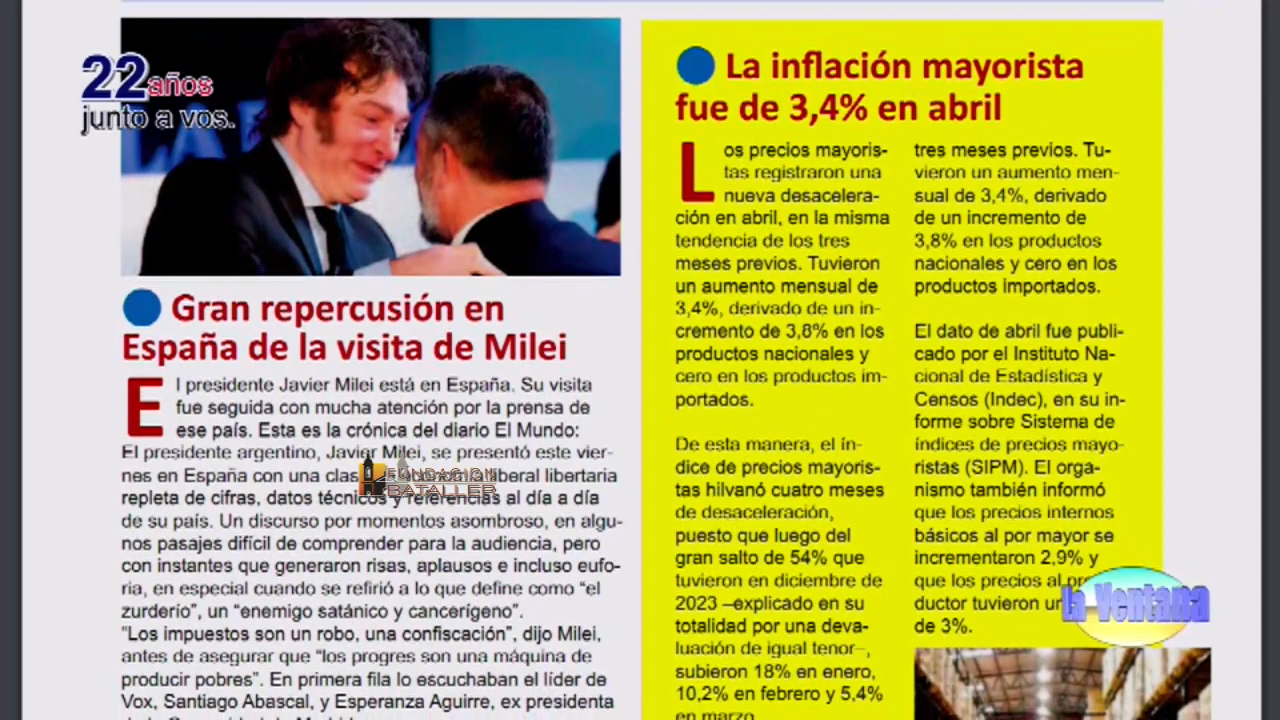 22años
junto a vos.
Gran repercusión en
España de la visita de Milei
El presidente Javier Milei está en España. Su visita
fue seguida con mucha atención por la prensa de
ese país. Esta es la crónica del diario El Mundo:
El presidente argentino, Javier Milei, se presentó este vier-
nes en España con una clase liberal libertaria
repleta de cifras, datos técnicos y referencias al día a día
de su país. Un discurso por momentos asombroso, en algu-
nos pasajes difícil de comprender para la audiencia, pero
con instantes que generaron risas, aplausos e incluso eufo-
ria, en especial cuando se refirió a lo que define como “el
zurderío”, un “enemigo satánico y cancerígeno”.
“Los impuestos son un robo, una confiscación”, dijo Milei,
antes de asegurar que “los progres son una máquina de
producir pobres”. En primera fila lo escuchaban el líder de
Vox, Santiago Abascal, y Esperanza Aguirre, ex presidenta
FUNDACION
BATALLER
La inflación mayorista
fue de 3,4% en abril
Los precios mayoris-
tas registraron una
nueva desacelera-
ción en abril, en la misma
tendencia de los tres
meses previos. Tuvieron
un aumento mensual de
3,4%, derivado de un in-
cremento de 3,8% en los
productos nacionales y
cero en los productos im-
portados.
De esta manera, el ín-
dice de precios mayoris-
tas hilvanó cuatro meses
de desaceleración,
puesto que luego del
gran salto de 54% que
tuvieron en diciembre de
2023 –explicado en su
totalidad por una deva-
luación de igual tenor–,
subieron 18% en enero,
10,2% en febrero y 5,4%
en marzo
tres meses previos. Tu-
vieron un aumento men-
sual de 3,4%, derivado
de un incremento de
3,8% en los productos
nacionales y cero en los
productos importados.
El dato de abril fue publi-
cado por el Instituto Na-
cional de Estadística y
Censos (Indec), en su in-
forme sobre Sistema de
índices de precios mayo-
ristas (SIPM). El orga-
nismo también informó
que los precios internos
básicos al por mayor se
incrementaron 2,9% y
que los precios al pro
ductor tuvieron un
de 3%.
la Ventana